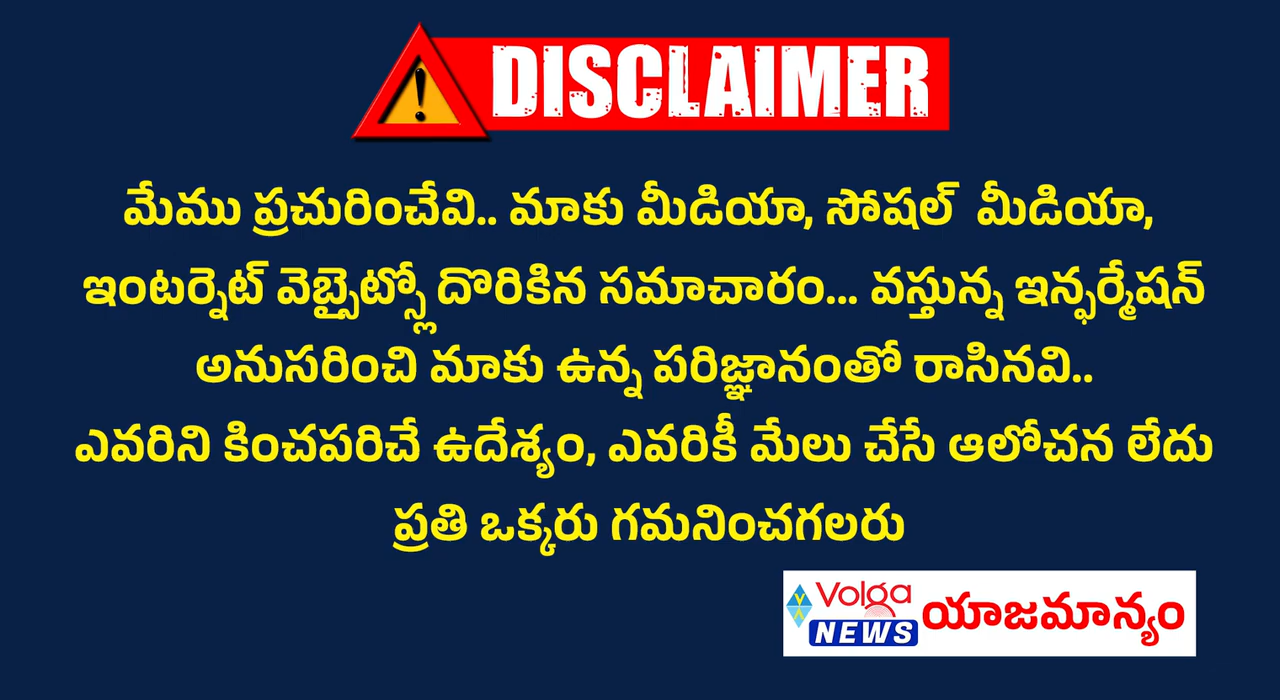 DISCLAIMER
మేము ప్రచురించేవి.. మాకు మీడియా, సోషల్ మీడియా,
ఇంటర్నెట్ వెబ్సైట్స్లో దొరికిన సమాచారం... వస్తున్న ఇన్ఫర్మేషన్
అనుసరించి మాకు ఉన్న పరిజ్ఞానంతో రాసినవి..
ఎవరిని కించపరిచే ఉదేశ్యం, ఎవరికీ మేలు చేసే ఆలోచన లేదు
ప్రతి ఒక్కరు గమనించగలరు
Volga
NEWS యాజమాన్యం